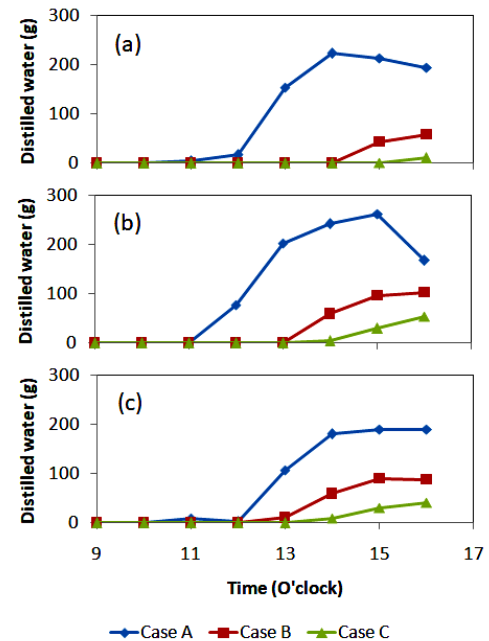 (a)
Distilled water (g)
300
200
100
0
(b)
Distilled water (g)
300
200
100
0
(c)
Distilled water (g)
300
200
100
0
9 11 13 15 17
Time (O'clock)
Case A Case B Case C